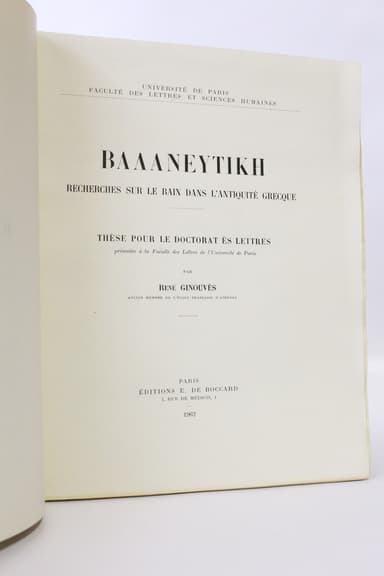 UNIVERSITÉ DE PARIS
FACULTÉ DES LETTRES ET SCIENCES HUMAINES
ΒΑΛΑΝΕΥΤΙΚΗ
RECHERCHES SUR LE BAIN DANS L'ANTIQUITÉ GRECQUE
THÈSE POUR LE DOCTORAT ÈS LETTRES
présentée à la Faculté des Lettres de l'Université de Paris
PAR
RENÉ GINOUVÈS
ANCIEN MEMBRE DE L'ÉCOLE FRANÇAISE D'ATHÈNES
PARIS
ÉDITIONS E. DE BOCCARD
1, RUE DE MÉDICIS, 1
1962